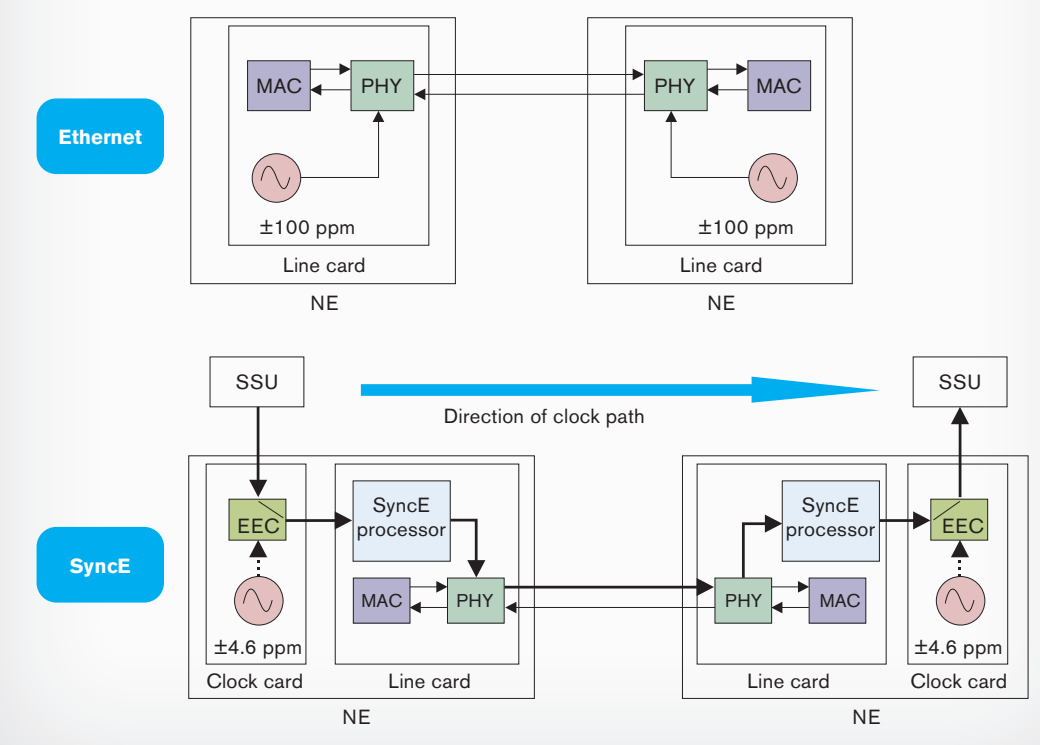 Ethernet
MAC
PHY
±100 ppm
Line card
NE
PHY
MAC
±100 ppm
Line card
NE
SyncE
SSU
Direction of clock path
SSU
EEC
±4.6 ppm
Clock card
SyncE
processor
MAC
PHY
Line card
NE
SyncE
processor
PHY
MAC
Line card
EEC
±4.6 ppm
Clock card
NE